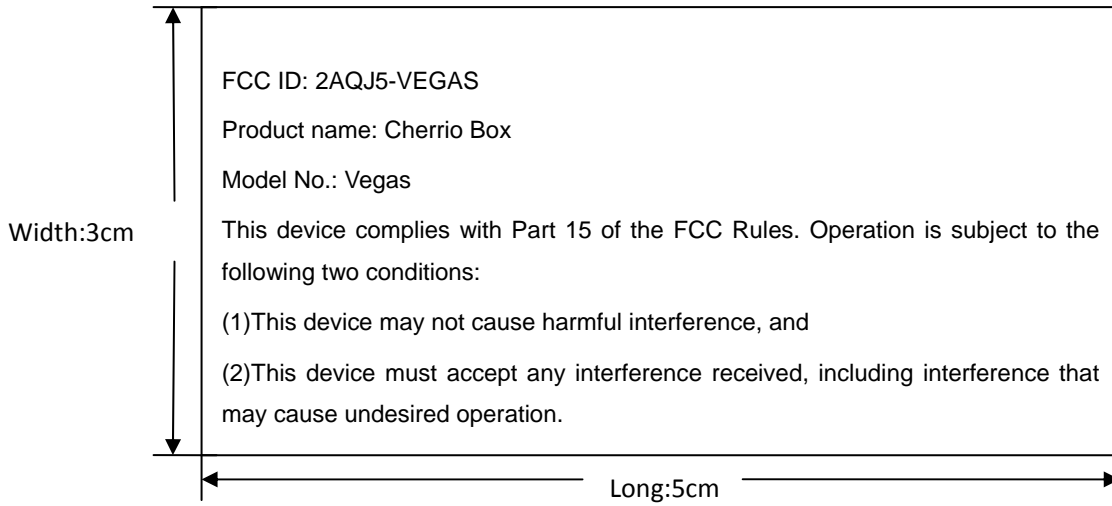 FCC ID: 2AQJ5-VEGAS
Product name: Cherrio Box
Model No.: Vegas
Width:3cm
This device complies with Part 15 of the FCC Rules. Operation is subject to the
following two conditions:
(1)This device may not cause harmful interference, and
(2)This device must accept any interference received, including interference that
may cause undesired operation.
Long:5cm